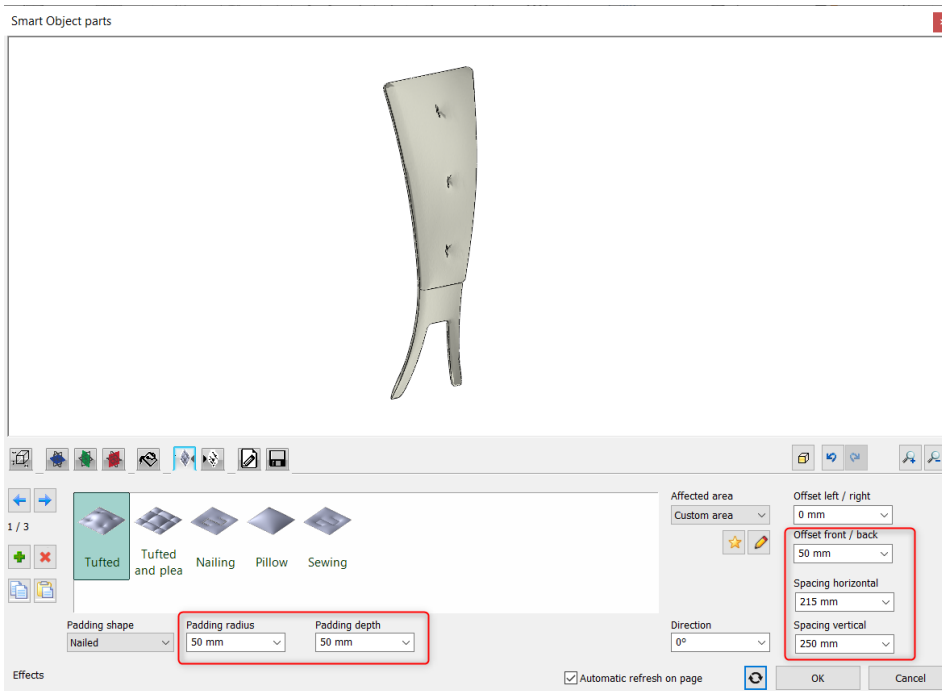 Smart Object parts
1 / 3
Tufted
Tufted
and plea
Nailing
Pillow
Sewing
Affected area
Custom area
Offset left / right
0 mm
Offset front / back
50 mm
Spacing horizontal
215 mm
Spacing vertical
250 mm
Padding shape
Nailed
Padding radius
50 mm
Padding depth
50 mm
Direction
0º
Effects
Automatic refresh on page
OK
Cancel